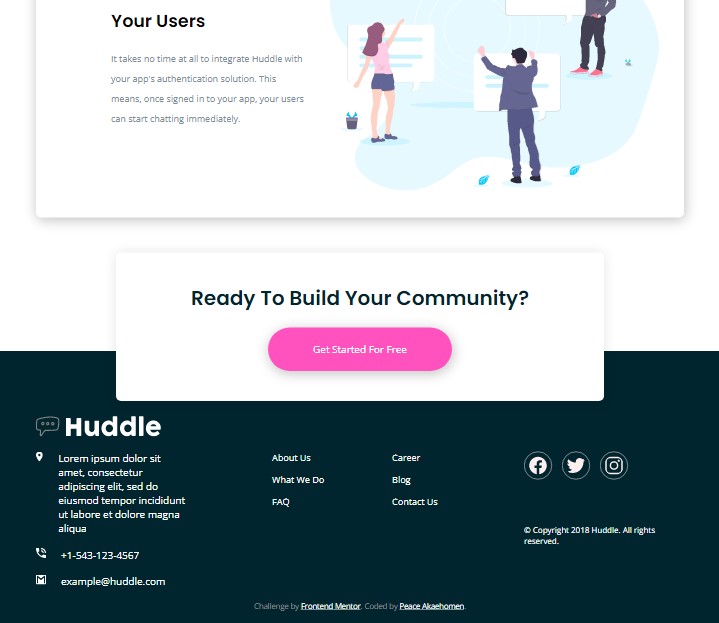 Your Users
It takes no time at all to integrate Huddle with
your app's authentication solution. This
means, once signed in to your app, your users
can start chatting immediately.
Ready To Build Your Community?
Get Started For Free
Huddle
Lorem ipsum dolor sit
amet, consectetur
adipiscing elit, sed do
eiusmod tempor incididunt
ut labore et dolore magna
aliqua
+1-543-123-4567
example@huddle.com
About Us
What We Do
FAQ
Career
Blog
Contact Us
© Copyright 2018 Huddle. All rights
reserved.
Challenge by Frontend Mentor. Coded by Peace Akaehomen.